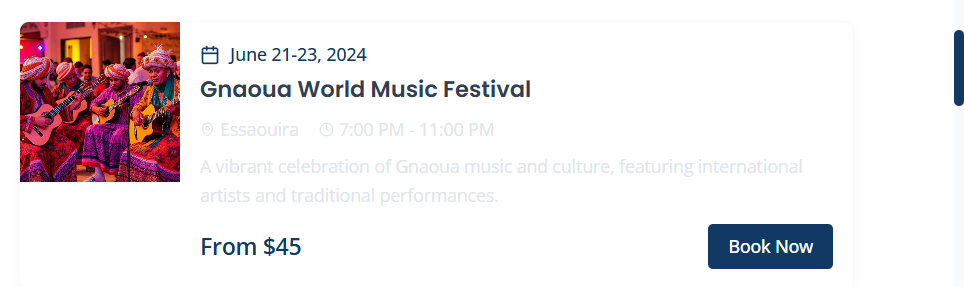 June 21-23, 2024
Gnaoua World Music Festival
Essaouira 7:00 PM - 11:00 PM
A vibrant celebration of Gnaoua music and culture, featuring international
artists and traditional performances.
From $45 Book Now